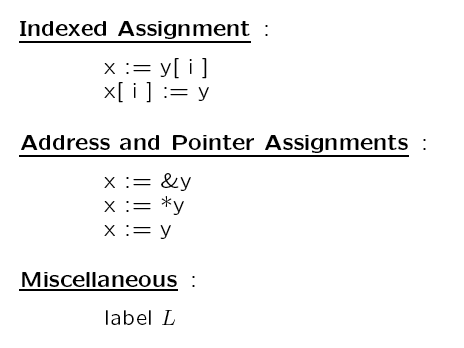 Indexed Assignment :
x := y[ i ]
x[ i ] := y
Address and Pointer Assignments :
x := &y
x := *y
x := y
Miscellaneous :
label L